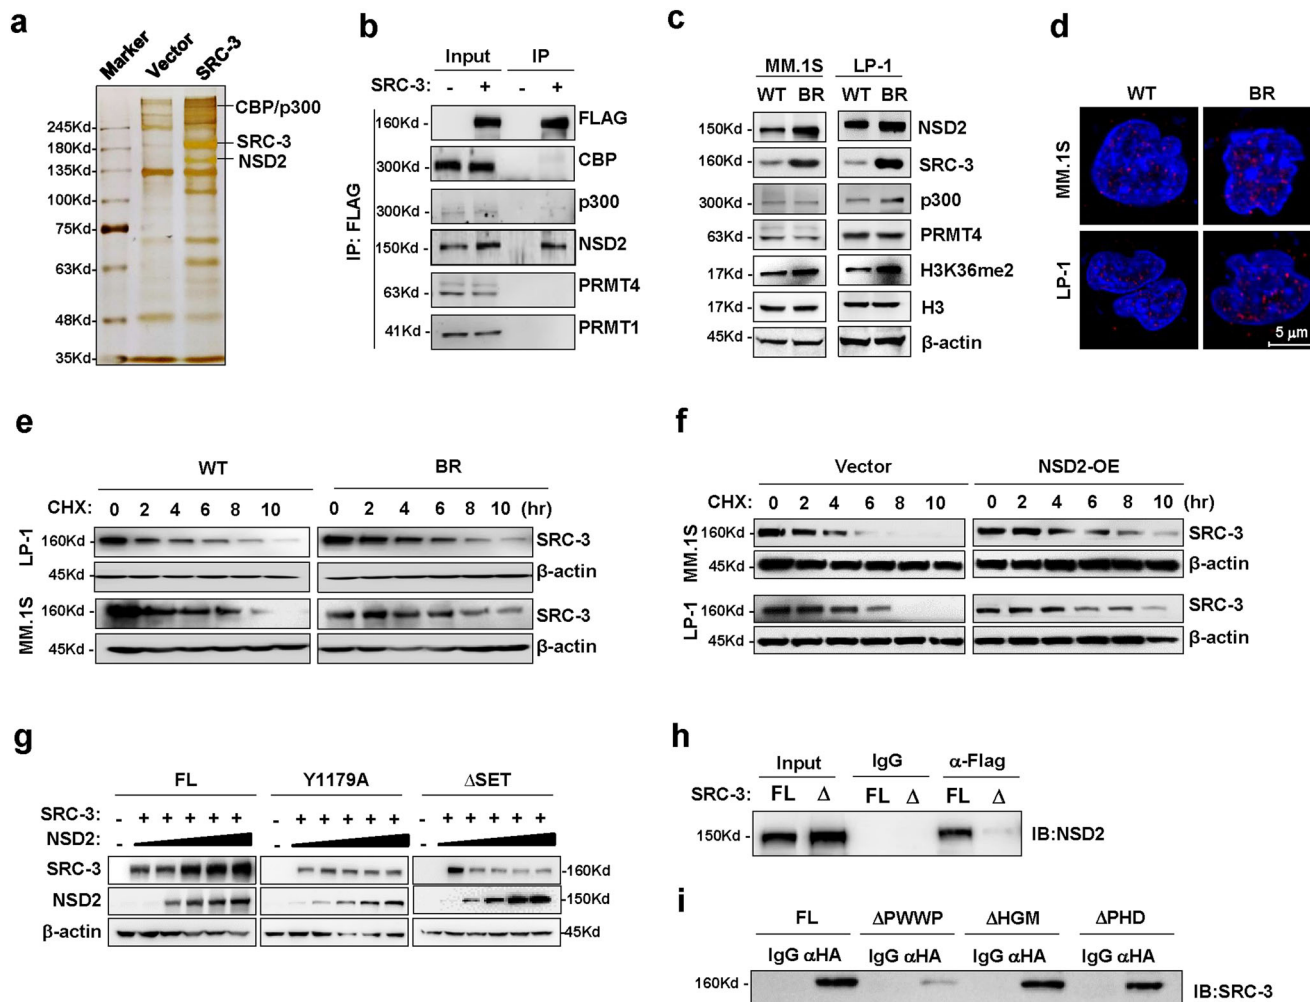 a
Marker
Vector
SRC-3
245Kd
180Kd
135Kd
100Kd
75Kd
63Kd
48Kd
35Kd
CBP/p300
SRC-3
NSD2
b
Input IP
SRC-3: - + - +
IP: FLAG
160Kd FLAG
300Kd CBP
300Kd p300
150Kd NSD2
63Kd PRMT4
41Kd PRMT1
c
MM.1S LP-1
WT BR WT BR
150Kd NSD2
160Kd SRC-3
300Kd p300
63Kd PRMT4
17Kd H3K36me2
17Kd H3
45Kd β-actin
d
WT BR
MM.1S
LP-1
5 μm
e
WT BR
CHX: 0 2 4 6 8 10 0 2 4 6 8 10 (hr)
LP-1
160Kd SRC-3
45Kd β-actin
MM.1S
160Kd SRC-3
45Kd β-actin
f
Vector NSD2-OE
CHX: 0 2 4 6 8 10 0 2 4 6 8 10 (hr)
MM.1S
160Kd SRC-3
45Kd β-actin
LP-1
160Kd SRC-3
45Kd β-actin
g
FL Y1179A ΔSET
SRC-3: - + + + + + - + + + + + - + + + + +
NSD2: - - -
SRC-3 -160Kd
NSD2 -150Kd
β-actin -45Kd
h
Input IgG α-Flag
SRC-3: FL Δ FL Δ FL Δ
150Kd - IB:NSD2
i
FL ΔPWWP ΔHGM ΔPHD
IgG αHA IgG αHA IgG αHA IgG αHA
160Kd - IB:SRC-3